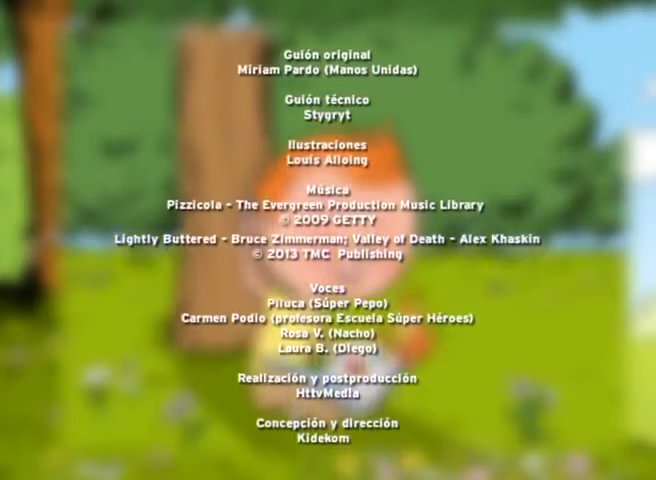 Guión original
Miriam Pardo (Manos Unidas)
Guión técnico
Stygryt
Ilustraciones
Louis Alloing
Música
Pizzicola - The Evergreen Production Music Library
© 2009 GETTY
Lightly Buttered - Bruce Zimmerman; Valley of Death - Alex Khaskin
© 2013 TMC Publishing
Voces
Piluca (Súper Pepo)
Carmen Podio (profesora Escuela Súper Héroes)
Rosa V. (Nacho)
Laura B. (Diego)
Realización y postproducción
HttvMedia
Concepción y dirección
Kidekom